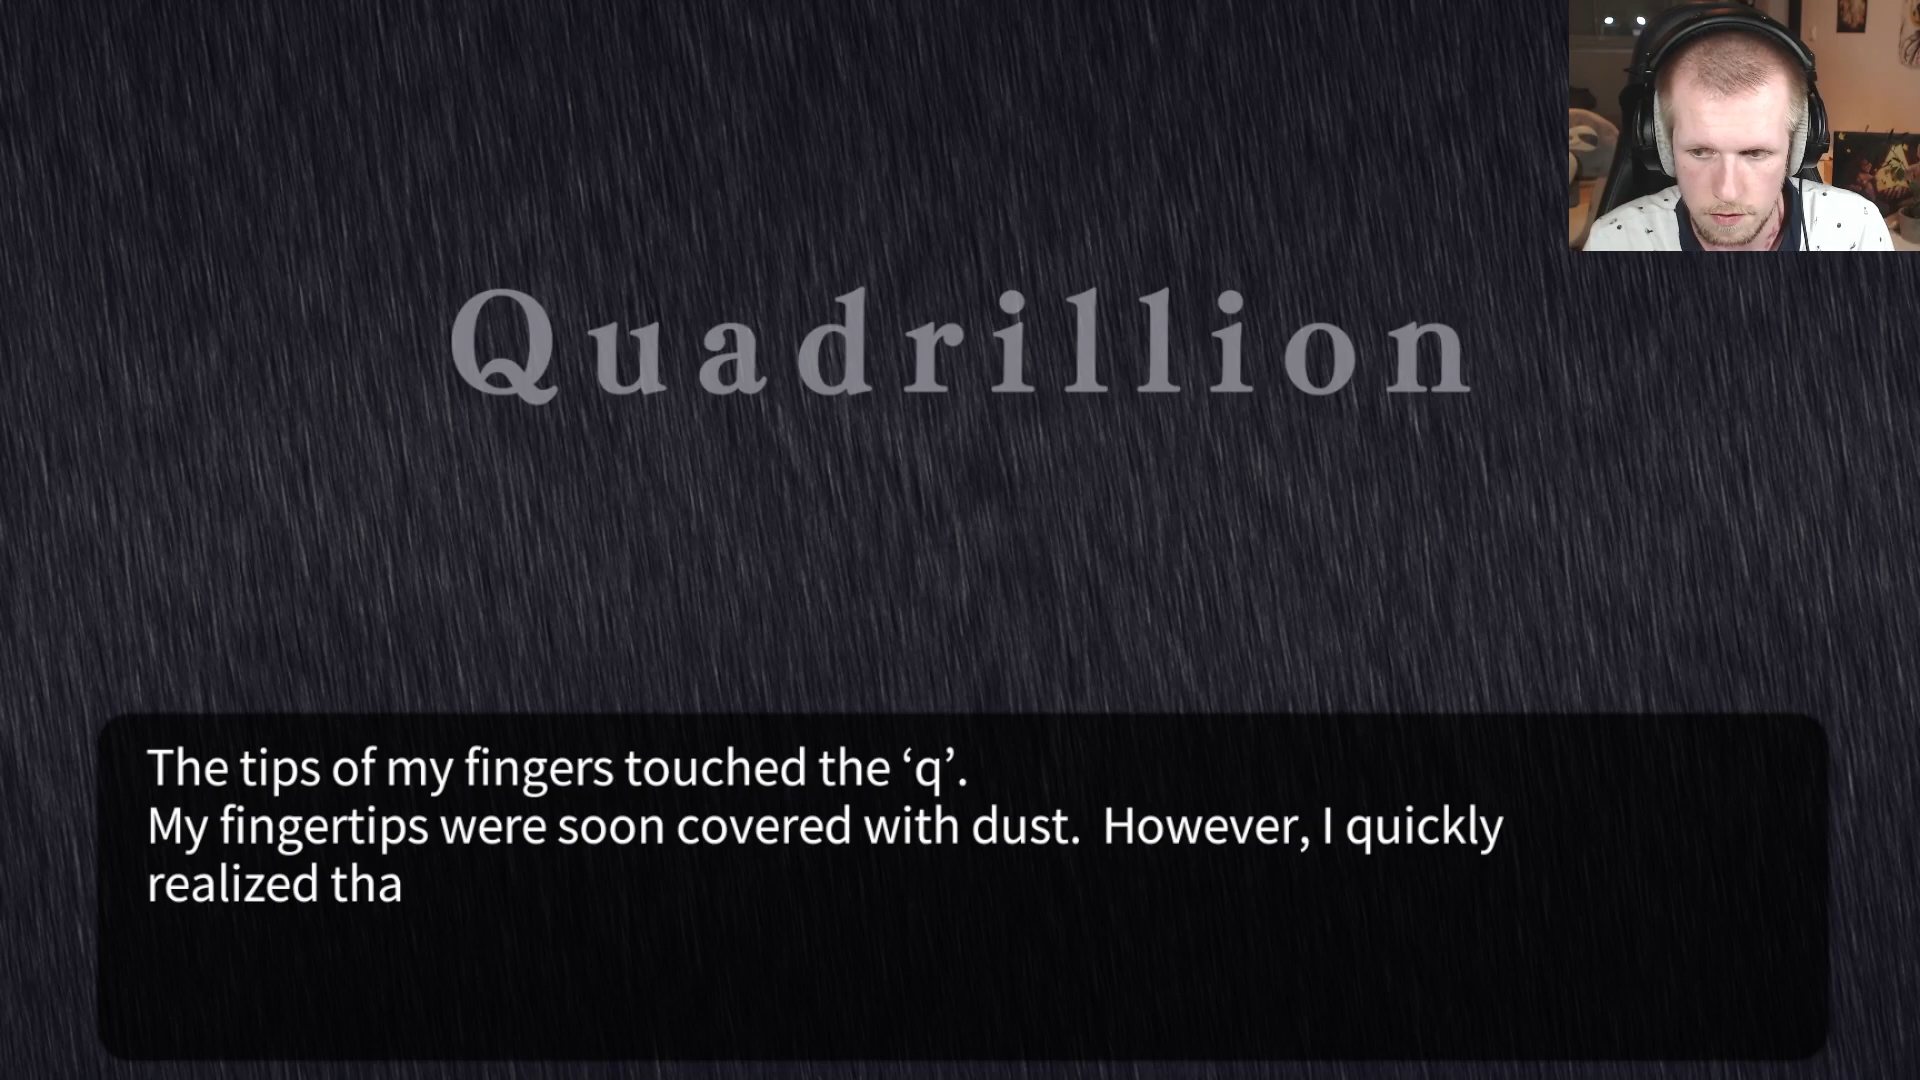 Quadrillion
The tips of my fingers touched the ‘q’.
My fingertips were soon covered with dust.  However, I quickly
realized tha